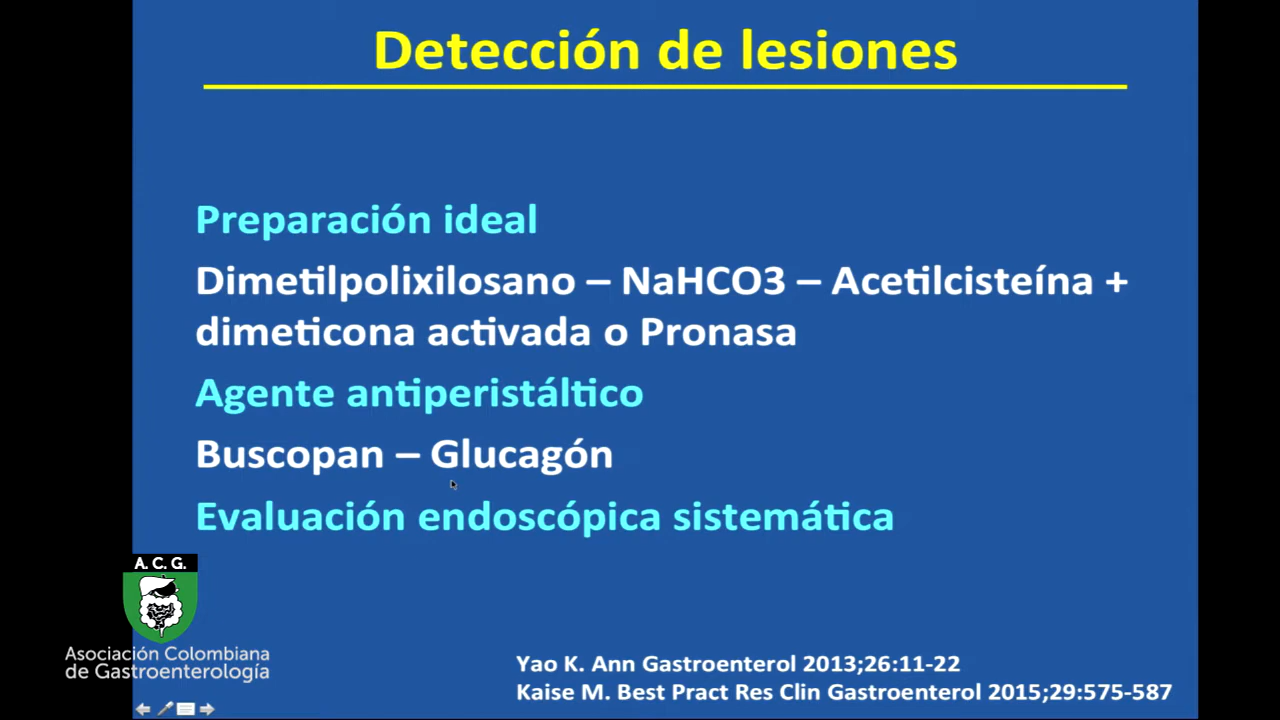 Detección de lesiones
Preparación ideal
Dimetilpolixilosano – NaHCO3 – Acetilcisteína +
dimeticona activada o Pronasa
Agente antiperistáltico
Buscopan – Glucagón
Evaluación endoscópica sistemática
A. C. G.
Asociación Colombiana
de Gastroenterología
Yao K. Ann Gastroenterol 2013;26:11-22
Kaise M. Best Pract Res Clin Gastroenterol 2015;29:575-587